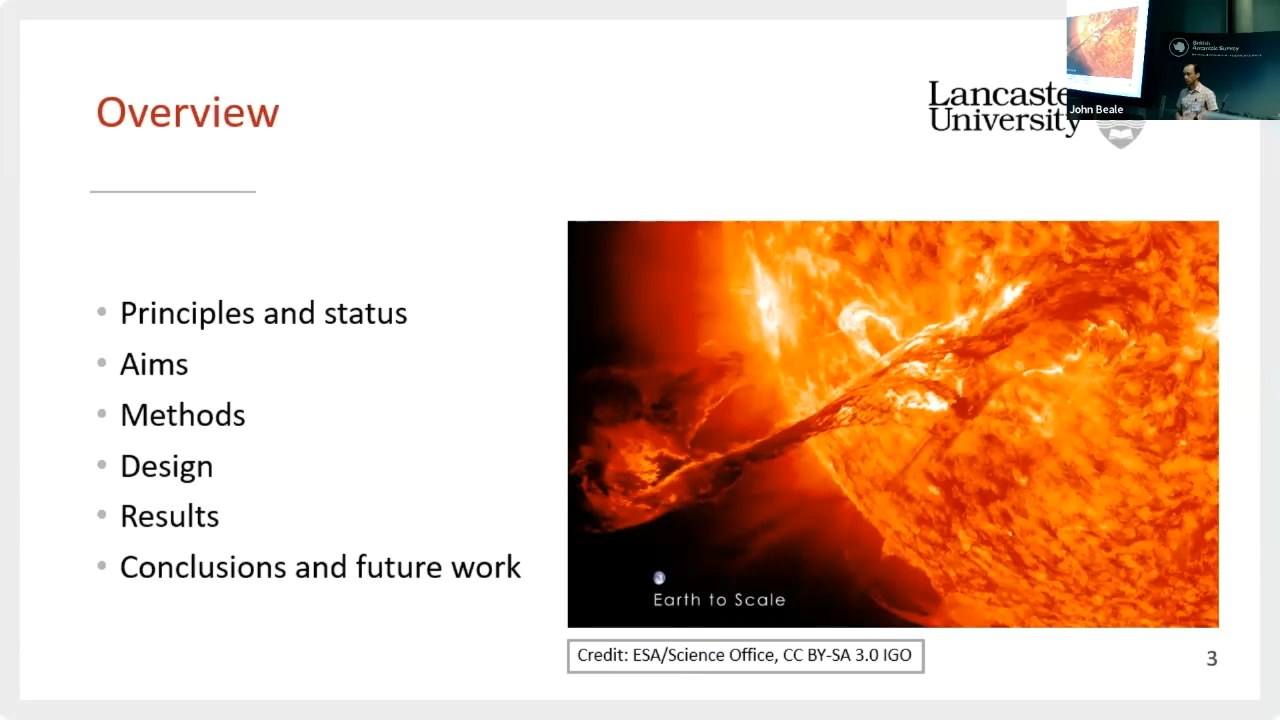 Overview
Lancaste
University
British
Antarctic Survey
John Beale
Principles and status
Aims
Methods
Design
Results
Conclusions and future work
Earth to Scale
Credit: ESA/Science Office, CC BY-SA 3.0 IGO
3